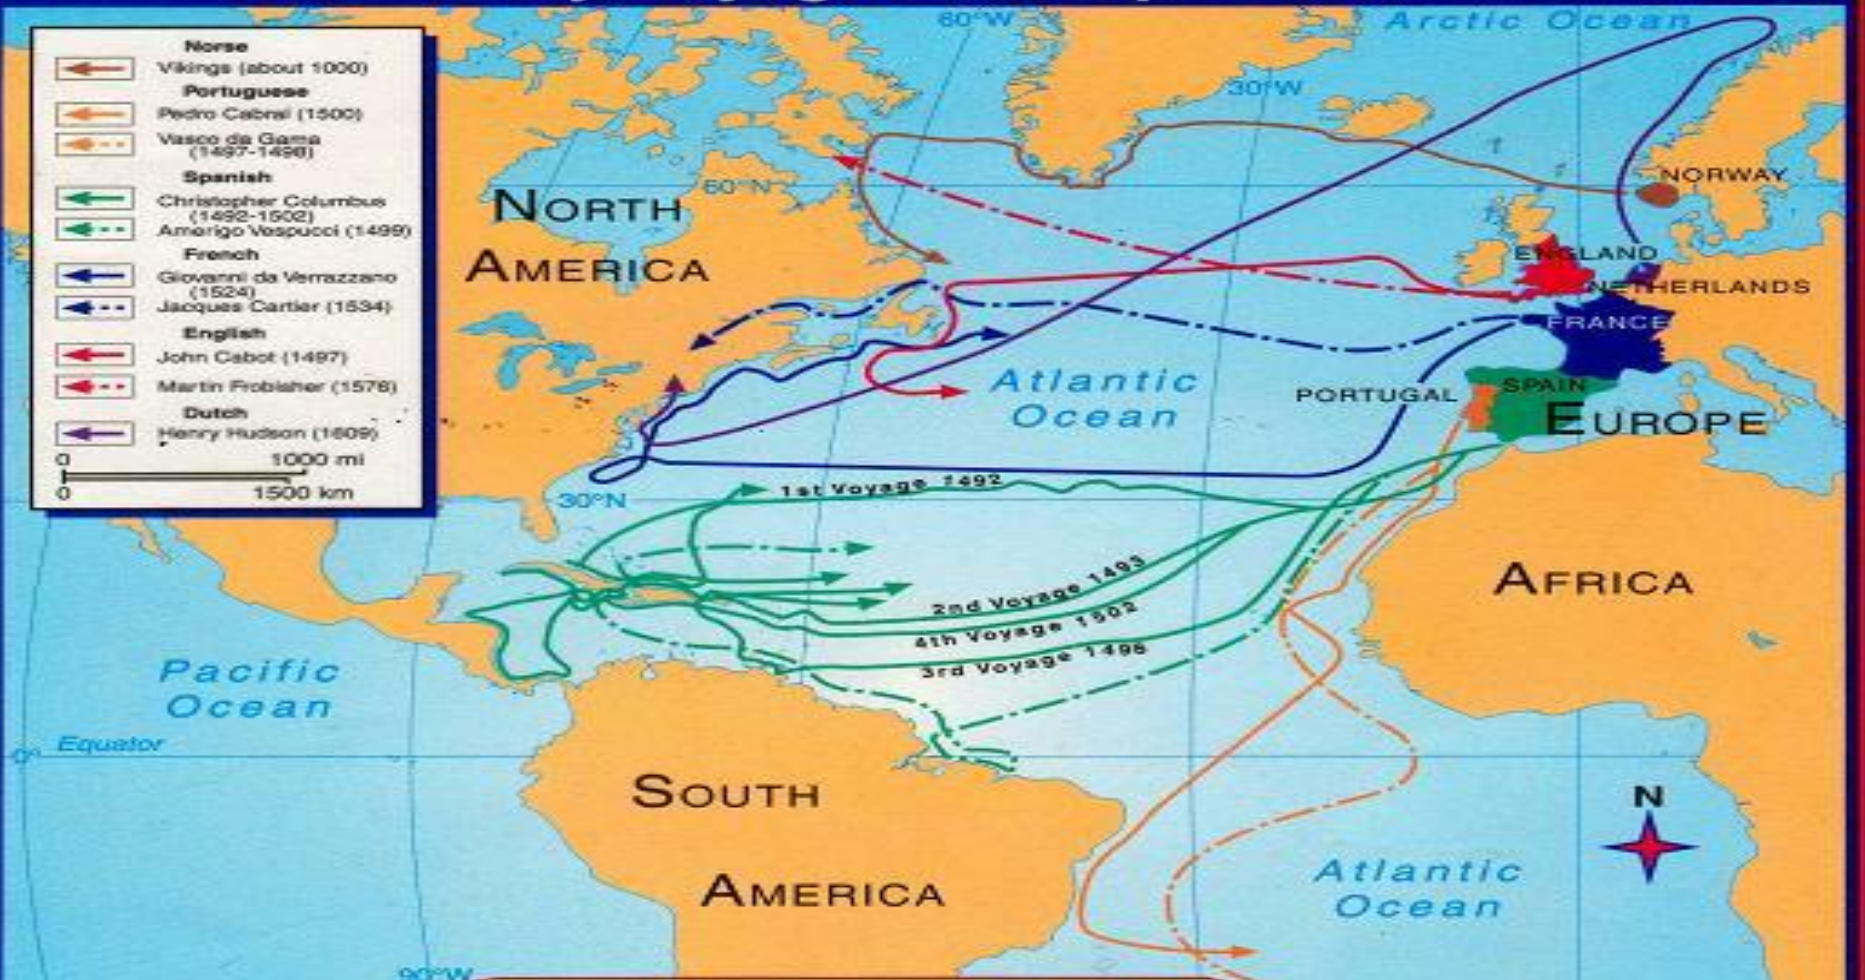 Norse
Vikings (about 1000)
Portuguese
Pedro Cabral (1500)
Vasco da Gama
(1497-1498)
Spanish
Christopher Columbus
(1492-1502)
Amerigo Vespucci (1499)
French
Giovanni da Verrazzano
(1524)
Jacques Cartier (1534)
English
John Cabot (1497)
Martin Frobisher (1576)
Dutch
Henry Hudson (1609)
0 1000 mi
0 1500 km
60°W
Arctic Ocean
30°W
60°N
NORWAY
NORTH
AMERICA
ENGLAND
NETHERLANDS
FRANCE
Atlantic
Ocean
PORTUGAL
SPAIN
EUROPE
30°N
1st Voyage 1492
2nd Voyage 1493
4th Voyage 1502
3rd Voyage 1498
AFRICA
Pacific
Ocean
0°
Equator
SOUTH
AMERICA
N
Atlantic
Ocean
90°W